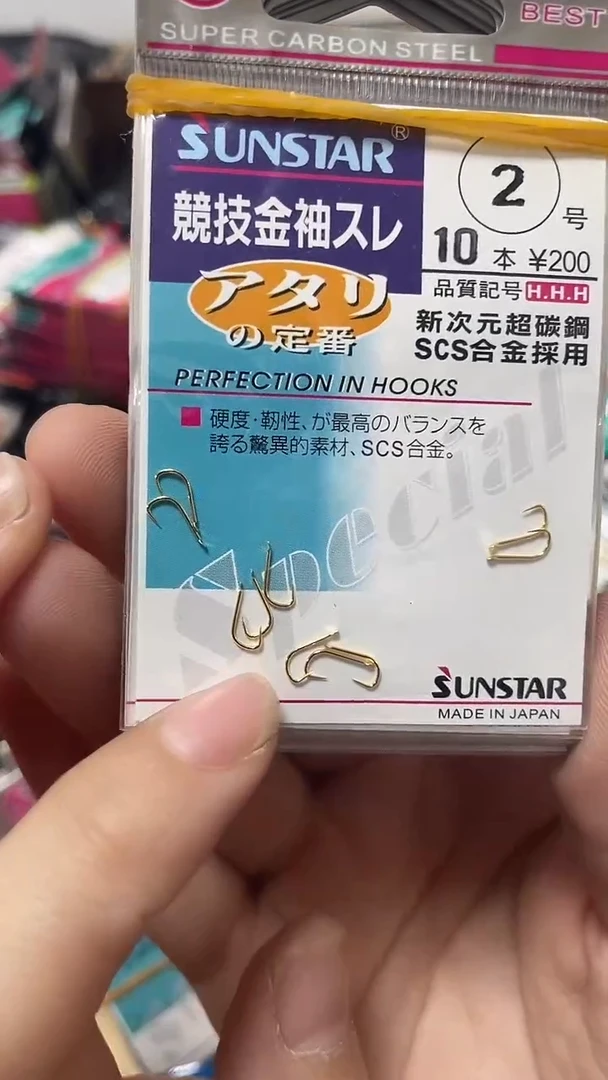 BEST
SUPER CARBON STEEL
SUNSTAR®
競技金袖スレ
2号
10本 ¥200
品質記号 H.H.H
アタリ
の定番
新次元超碳鋼
SCS合金採用
PERFECTION IN HOOKS
硬度·靭性、が最高のバランスを
誇る驚異的素材、SCS合金。
Special
SUNSTAR
MADE IN JAPAN